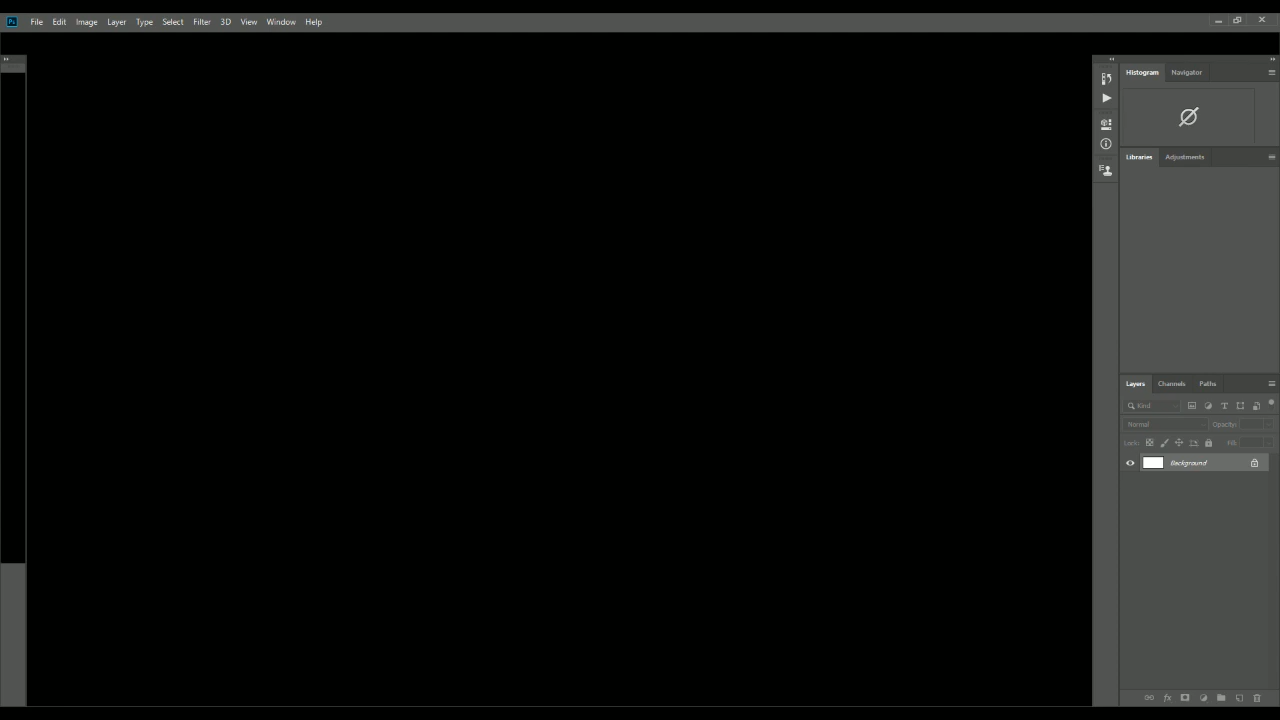 Ps File Edit Image Layer Type Select Filter 3D View Window Help
Histogram Navigator
Libraries Adjustments
Layers Channels Paths
Kind
Normal Opacity:
Lock: Fill:
Background
fx